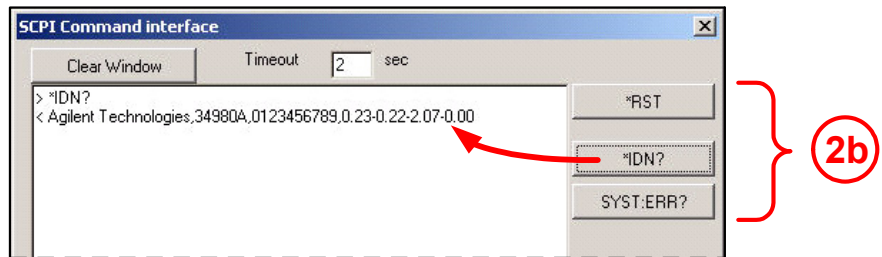 SCPI Command interface
Clear Window Timeout 2 sec
> *IDN?
< Agilent Technologies,34980A,0123456789,0.23-0.22-2.07-0.00
*RST
*IDN?
SYST:ERR?
2b